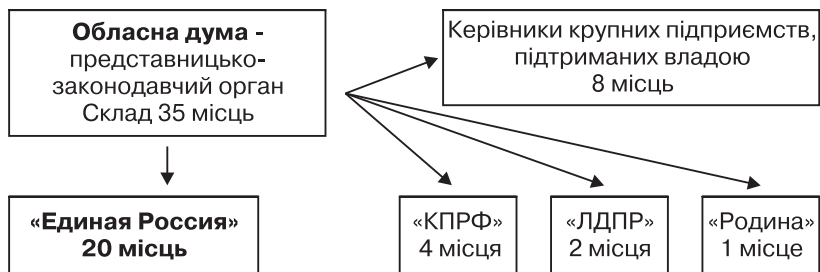 Обласна дума -
представницько-
законодавчий орган
Склад 35 місць
Керівники крупних підприємств,
підтриманих владою
8 місць
«Единая Россия»
20 місць
«КПРФ»
4 місця
«ЛДПР»
2 місця
«Родина»
1 місце